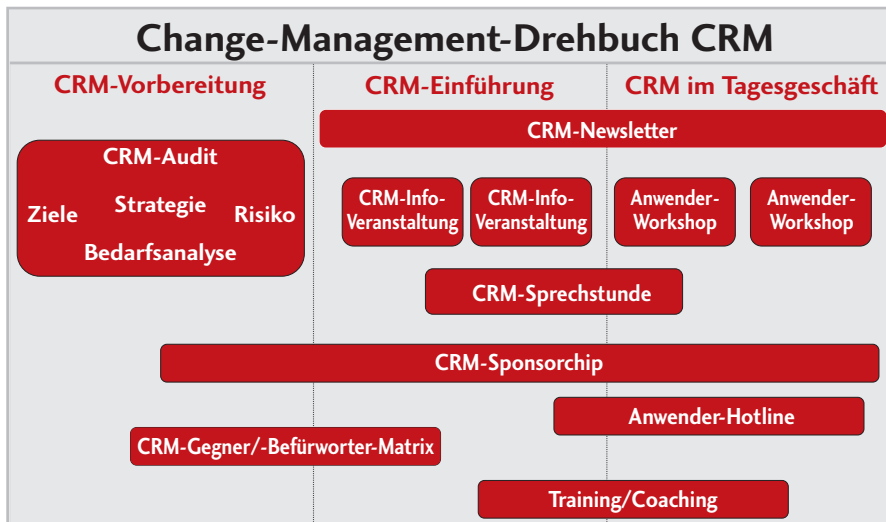 Change-Management-Drehbuch CRM
CRM-Vorbereitung
CRM-Einführung
CRM im Tagesgeschäft
CRM-Newsletter
CRM-Audit
Ziele
Strategie
Risiko
Bedarfsanalyse
CRM-Info-
Veranstaltung
CRM-Info-
Veranstaltung
Anwender-
Workshop
Anwender-
Workshop
CRM-Sprechstunde
CRM-Sponsorchip
Anwender-Hotline
CRM-Gegner/-Befürworter-Matrix
Training/Coaching